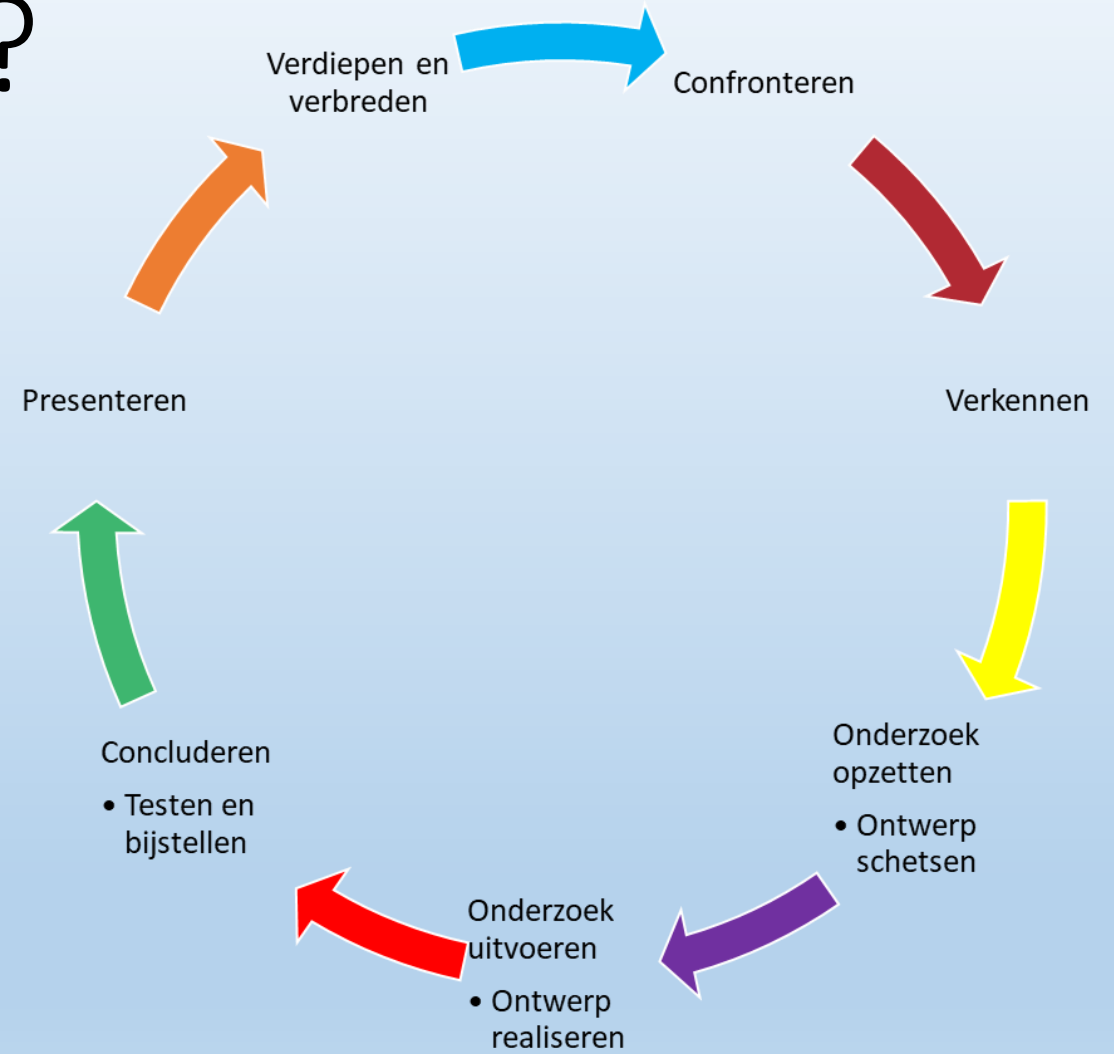 ?
Verdiepen en
verbreden
Confronteren
Verkennen
Onderzoek
opzetten
• Ontwerp
schetsen
Onderzoek
uitvoeren
• Ontwerp
realiseren
Concluderen
• Testen en
bijstellen
Presenteren